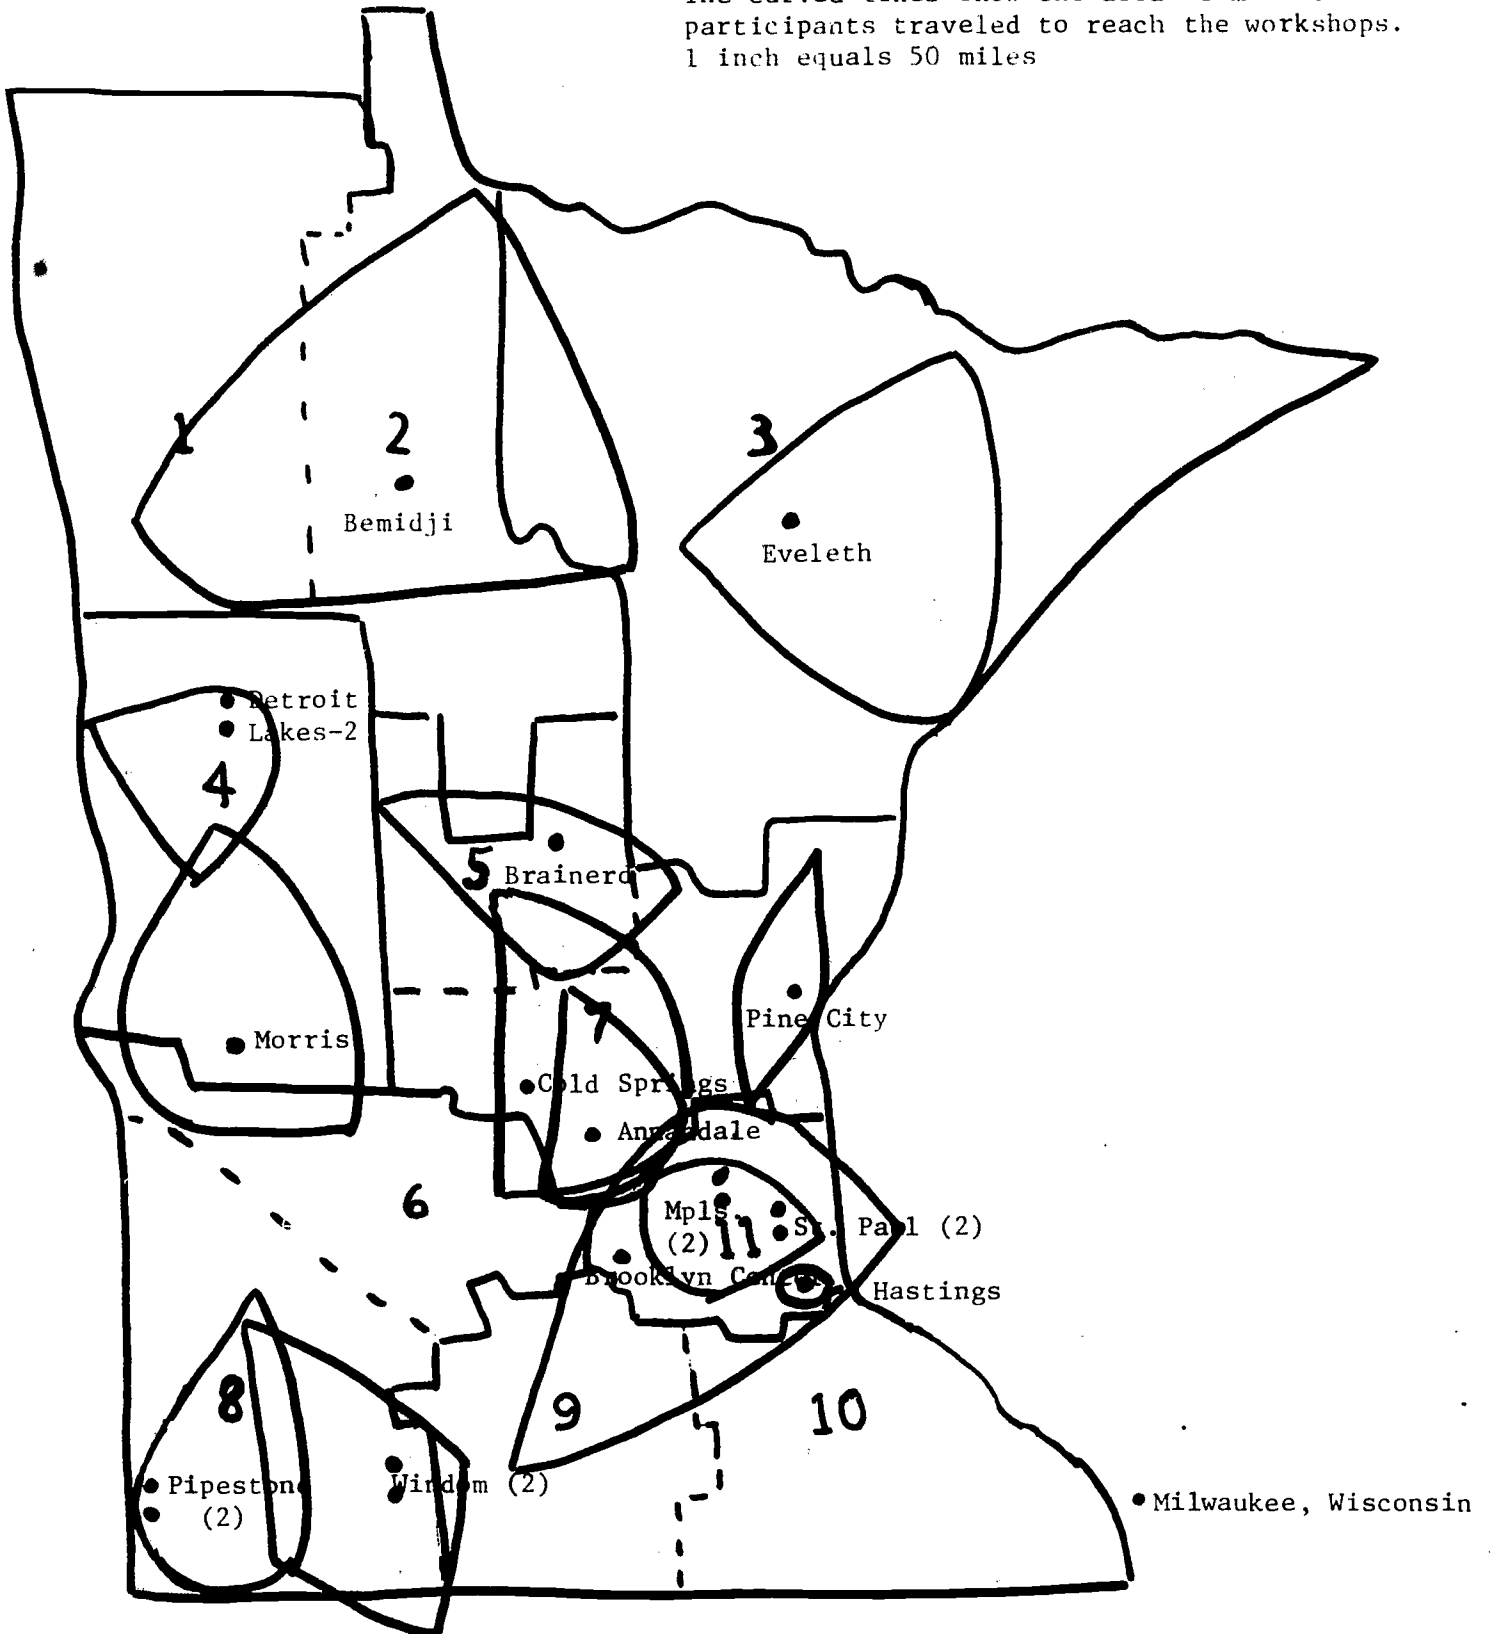 participants traveled to reach the workshops.
1 inch equals 50 miles
1
2
3
Bemidji
Eveleth
Detroit
Lakes-2
4
5
Brainerd
7
Pine City
Morris
Cold Springs
Annandale
6
Mpls.
(2)
11
St. Paul (2)
Brooklyn Center
Hastings
8
9
10
Pipestone
(2)
Windom (2)
Milwaukee, Wisconsin